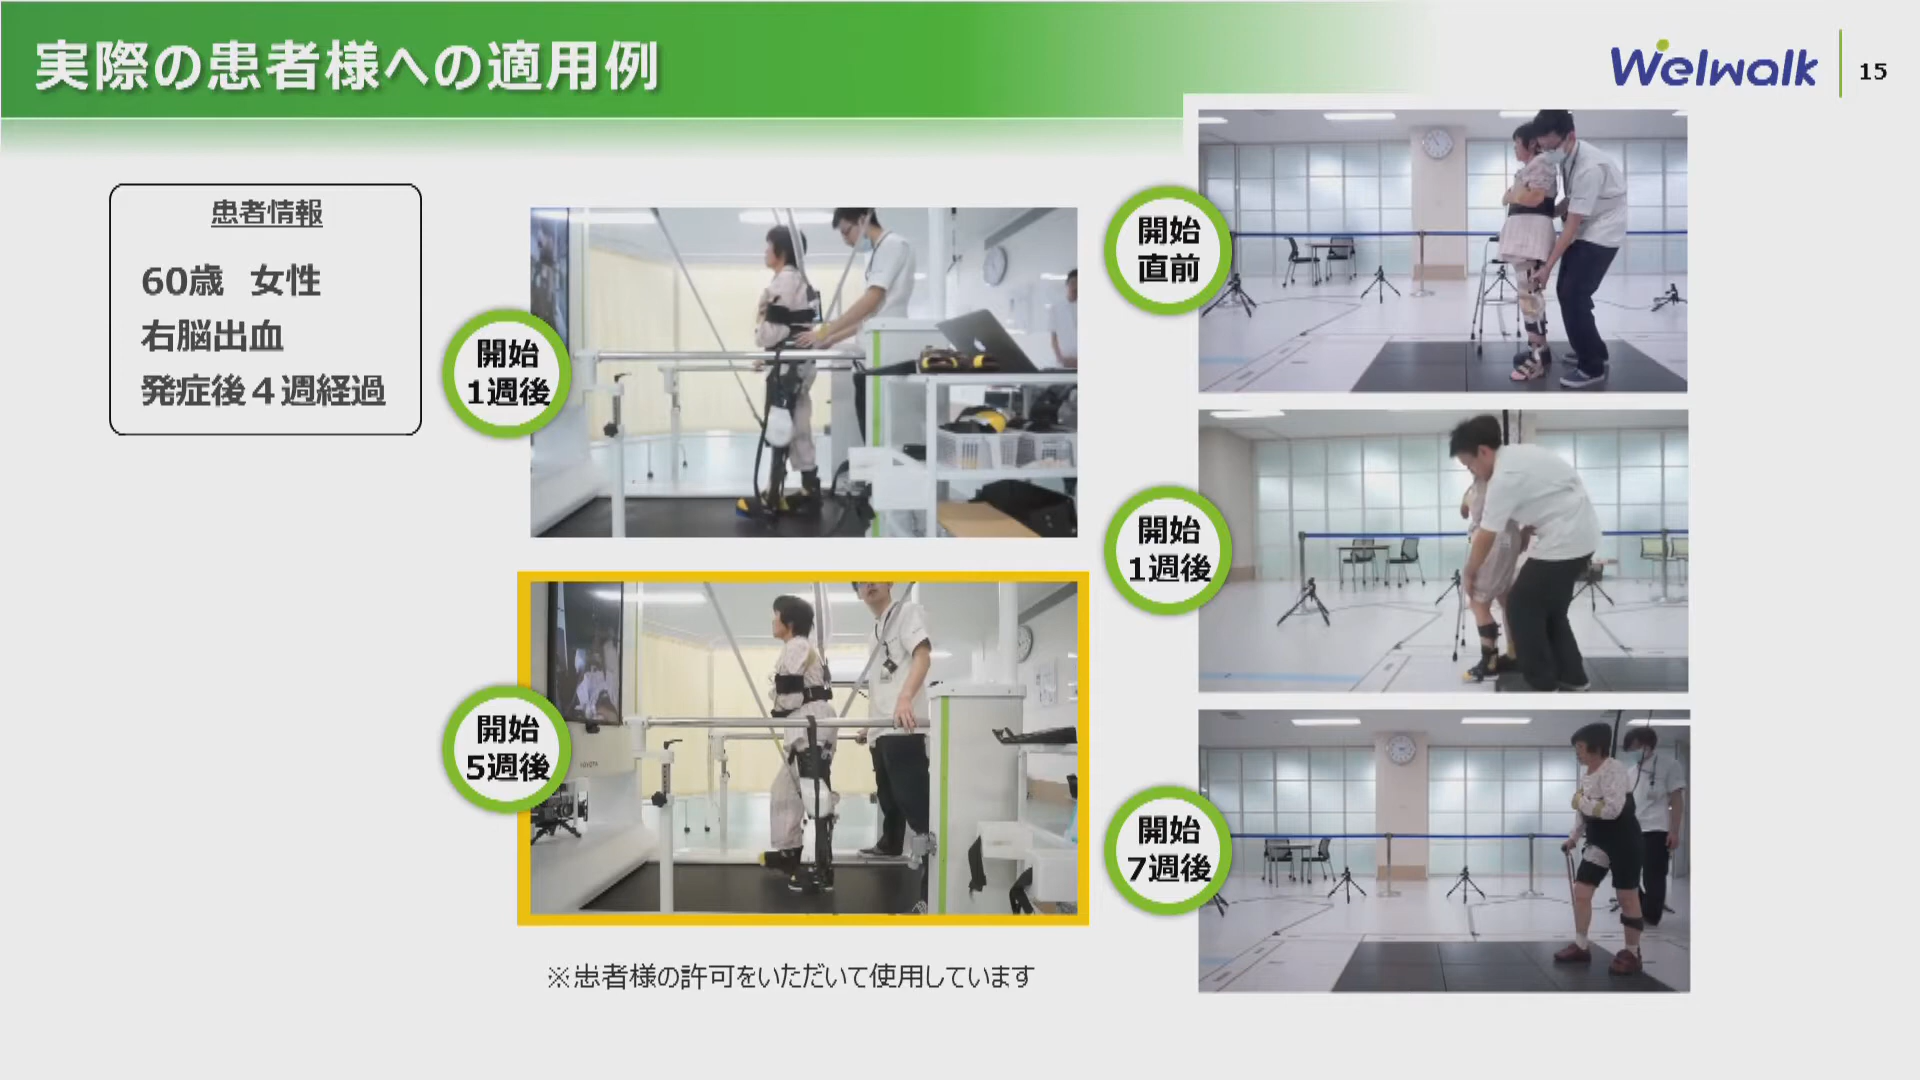 実際の患者様への適用例
Welwalk
15
患者情報
60歳 女性
右脳出血
発症後４週経過
開始
1週後
開始
5週後
開始
直前
開始
1週後
開始
7週後
TOYOTA
※患者様の許可をいただいて使用しています